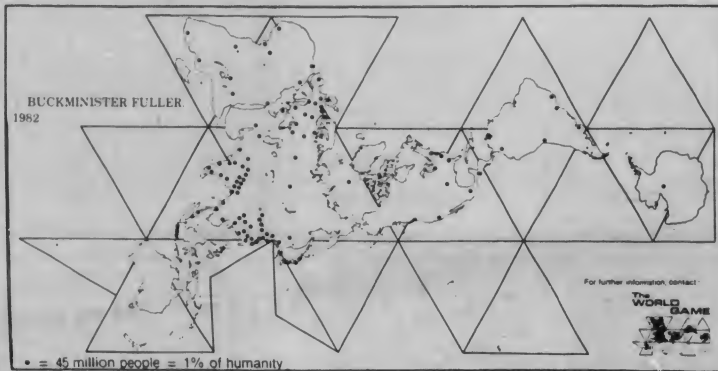 BUCKMINISTER FULLER
1982
For further information, contact
The
WORLD
GAME
• = 45 million people = 1% of humanity